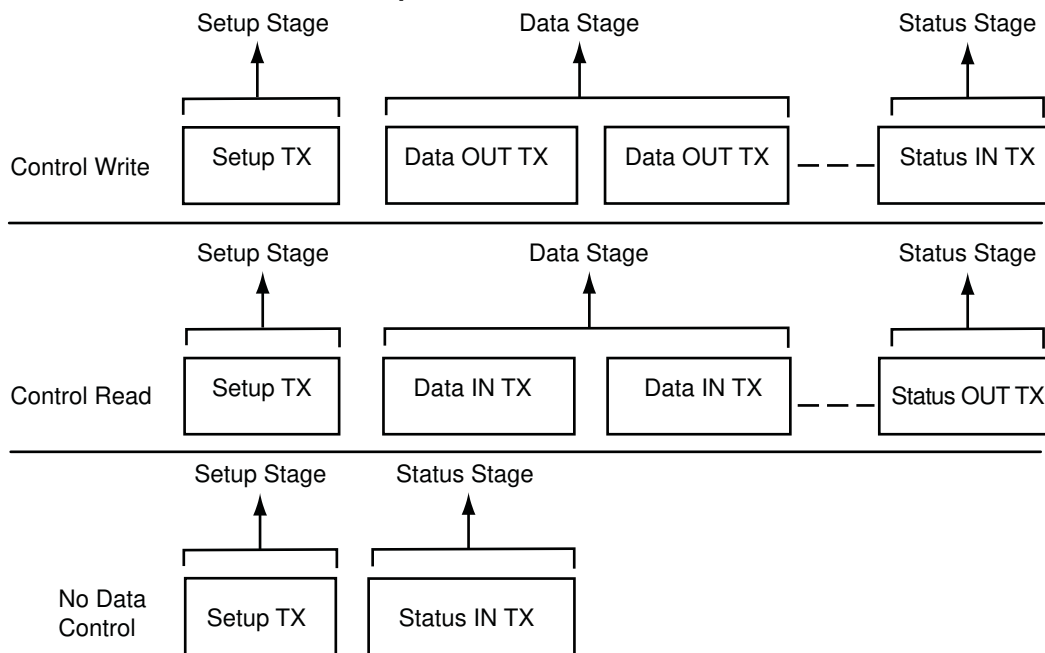 Setup Stage Data Stage Status Stage
Control Write Setup TX Data OUT TX Data OUT TX Status IN TX
Setup Stage Data Stage Status Stage
Control Read Setup TX Data IN TX Data IN TX Status OUT TX
Setup Stage Status Stage
No Data
Control
Setup TX Status IN TX